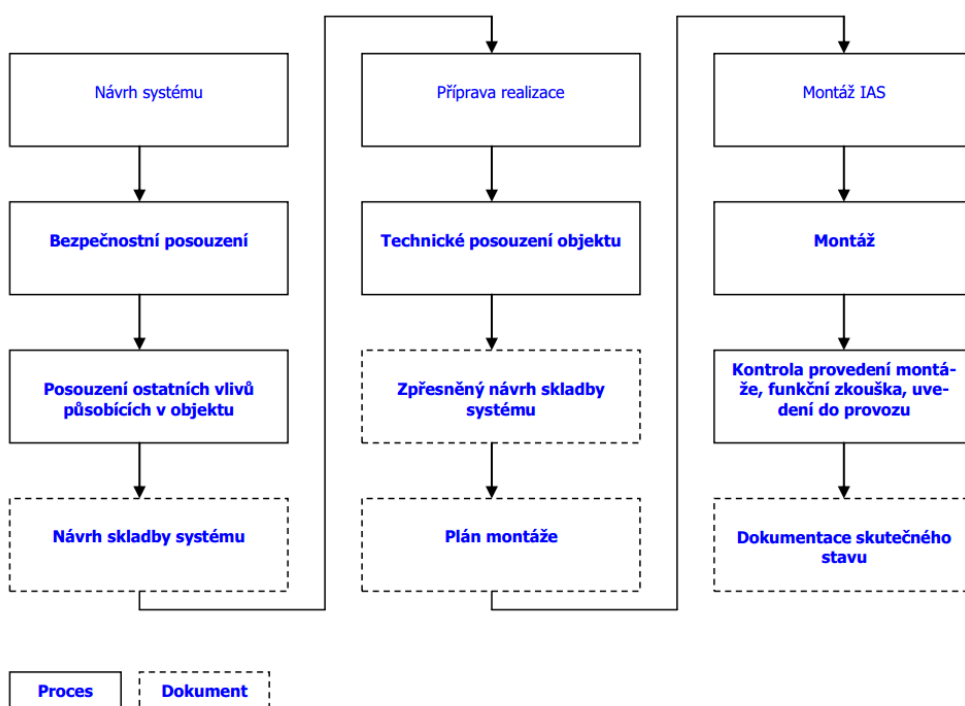 Návrh systému
Bezpečnostní posouzení
Posouzení ostatních vlivů
působících v objektu
Návrh skladby systému
Příprava realizace
Technické posouzení objektu
Zpřesněný návrh skladby
systému
Plán montáže
Montáž IAS
Montáž
Kontrola provedení montá-
že, funkční zkouška, uve-
dení do provozu
Dokumentace skutečného
stavu
Proces
Dokument